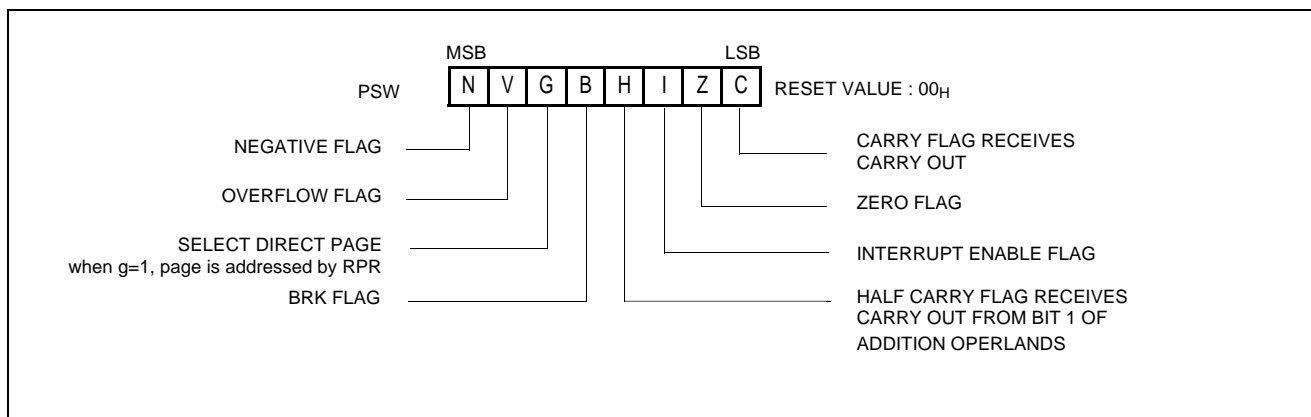 MSB LSB
PSW N V G B H I Z C RESET VALUE : 00H
NEGATIVE FLAG
OVERFLOW FLAG
SELECT DIRECT PAGE
when g=1, page is addressed by RPR
BRK FLAG
CARRY FLAG RECEIVES
CARRY OUT
ZERO FLAG
INTERRUPT ENABLE FLAG
HALF CARRY FLAG RECEIVES
CARRY OUT FROM BIT 1 OF
ADDITION OPERLANDS